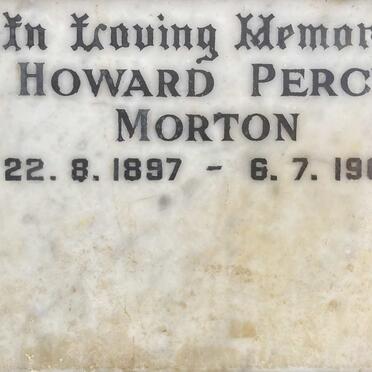 In Loving Memor
HOWARD PERC
MORTON
22. 8. 1897 - 6. 7. 19